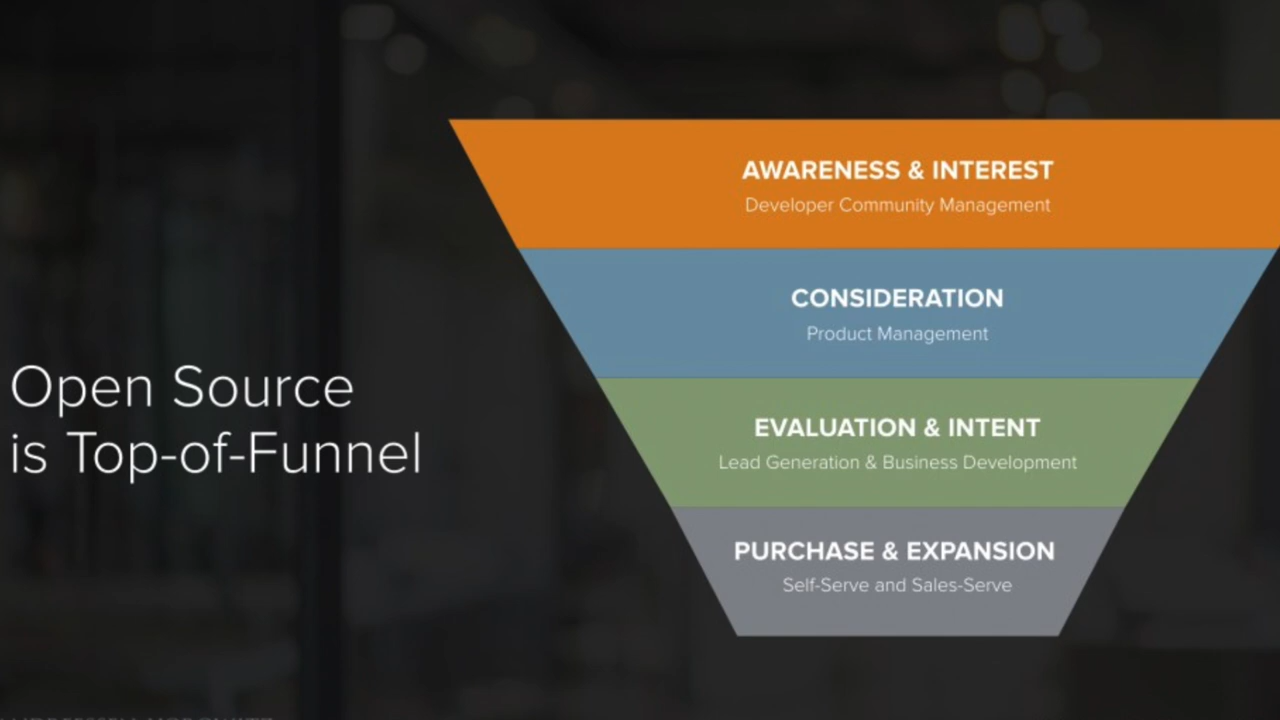 Open Source
is Top-of-Funnel
AWARENESS & INTEREST
Developer Community Management
CONSIDERATION
Product Management
EVALUATION & INTENT
Lead Generation & Business Development
PURCHASE & EXPANSION
Self-Serve and Sales-Serve